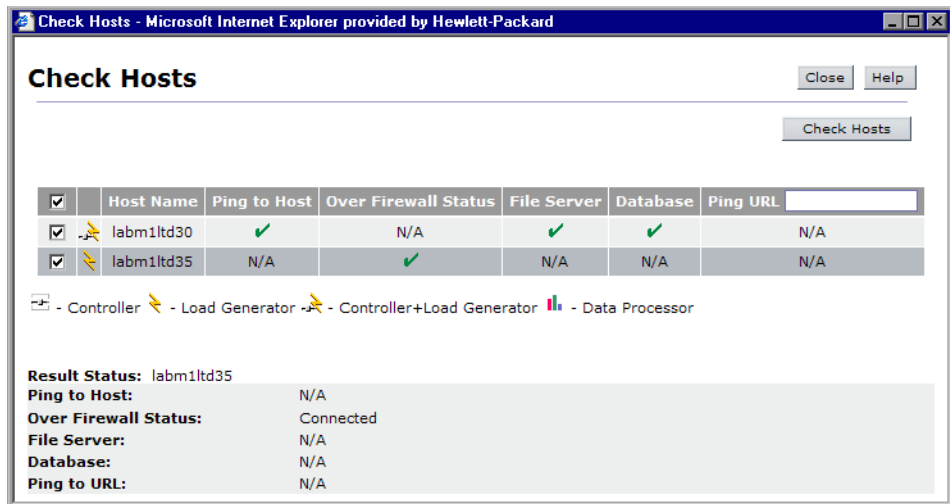 Check Hosts - Microsoft Internet Explorer provided by Hewlett-Packard
Check Hosts
Close Help
Check Hosts
Host Name Ping to Host Over Firewall Status File Server Database Ping URL
labm1ltd30 N/A N/A
labm1ltd35 N/A N/A N/A N/A
- Controller - Load Generator - Controller+Load Generator - Data Processor
Result Status: labm1ltd35
Ping to Host: N/A
Over Firewall Status: Connected
File Server: N/A
Database: N/A
Ping to URL: N/A